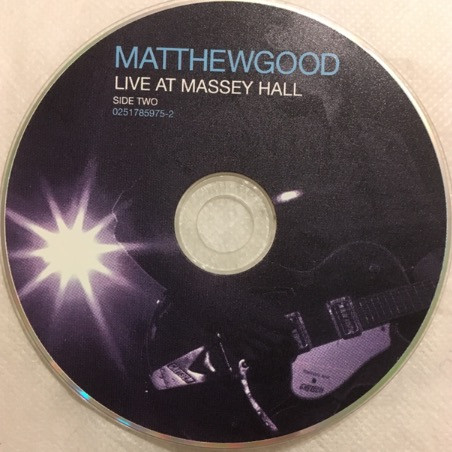 MATTHEWGOOD
LIVE AT MASSEY HALL
SIDE TWO
0251785975-2